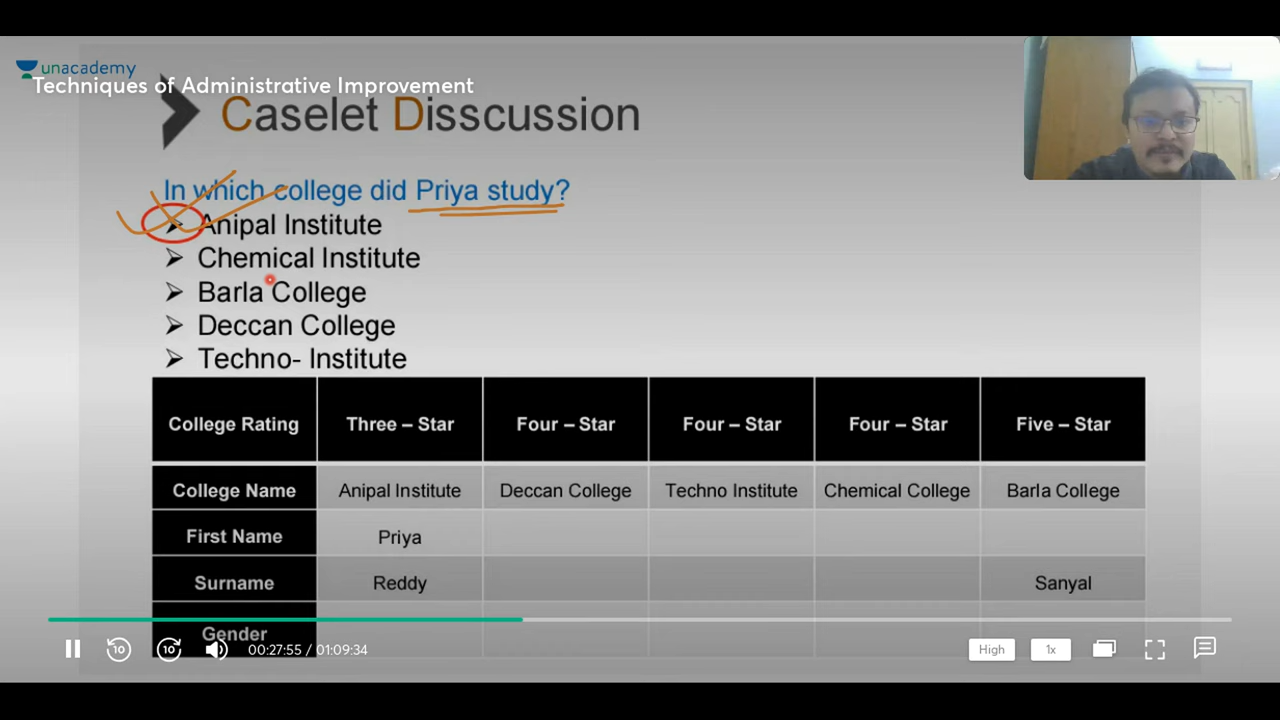 unacademy
Techniques of Administrative Improvement
Caselet Disscussion
In which college did Priya study?
Anipal Institute
Chemical Institute
Barla College
Deccan College
Techno- Institute
College Rating Three – Star Four – Star Four – Star Four – Star Five – Star
College Name Anipal Institute Deccan College Techno Institute Chemical College Barla College
First Name Priya
Surname Reddy Sanyal
Gender
10 10 00:27:55 / 01:09:34 High 1x